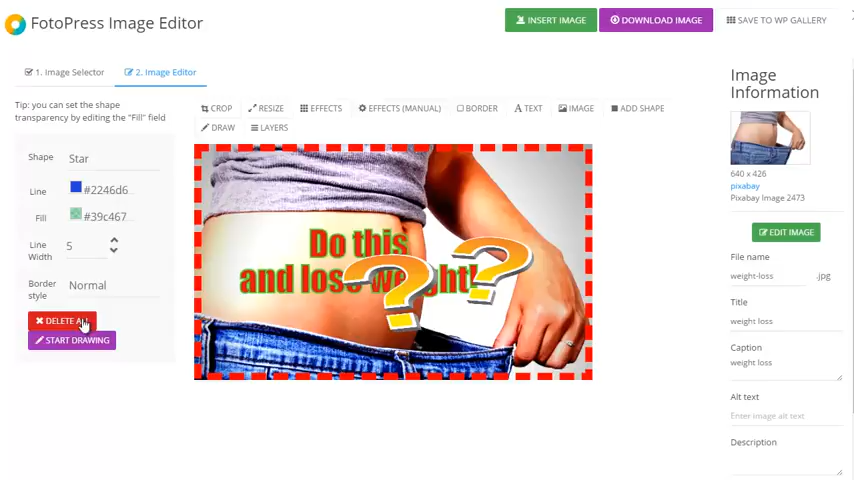 FotoPress Image Editor
INSERT IMAGE
DOWNLOAD IMAGE
SAVE TO WP GALLERY
1. Image Selector
2. Image Editor
Tip: you can set the shape
transparency by editing the "Fill" field
Shape
Star
Line
#2246d6...
Fill
#39c467...
Line
Width
5
Border
style
Normal
DELETE ALL
START DRAWING
CROP
RESIZE
EFFECTS
EFFECTS (MANUAL)
BORDER
TEXT
IMAGE
ADD SHAPE
DRAW
LAYERS
Do this
and lose weight!
? ?
Image
Information
640 x 426
pixabay
Pixabay Image 2473
EDIT IMAGE
File name
weight-loss
.jpg
Title
weight loss
Caption
weight loss
Alt text
Enter image alt text
Description